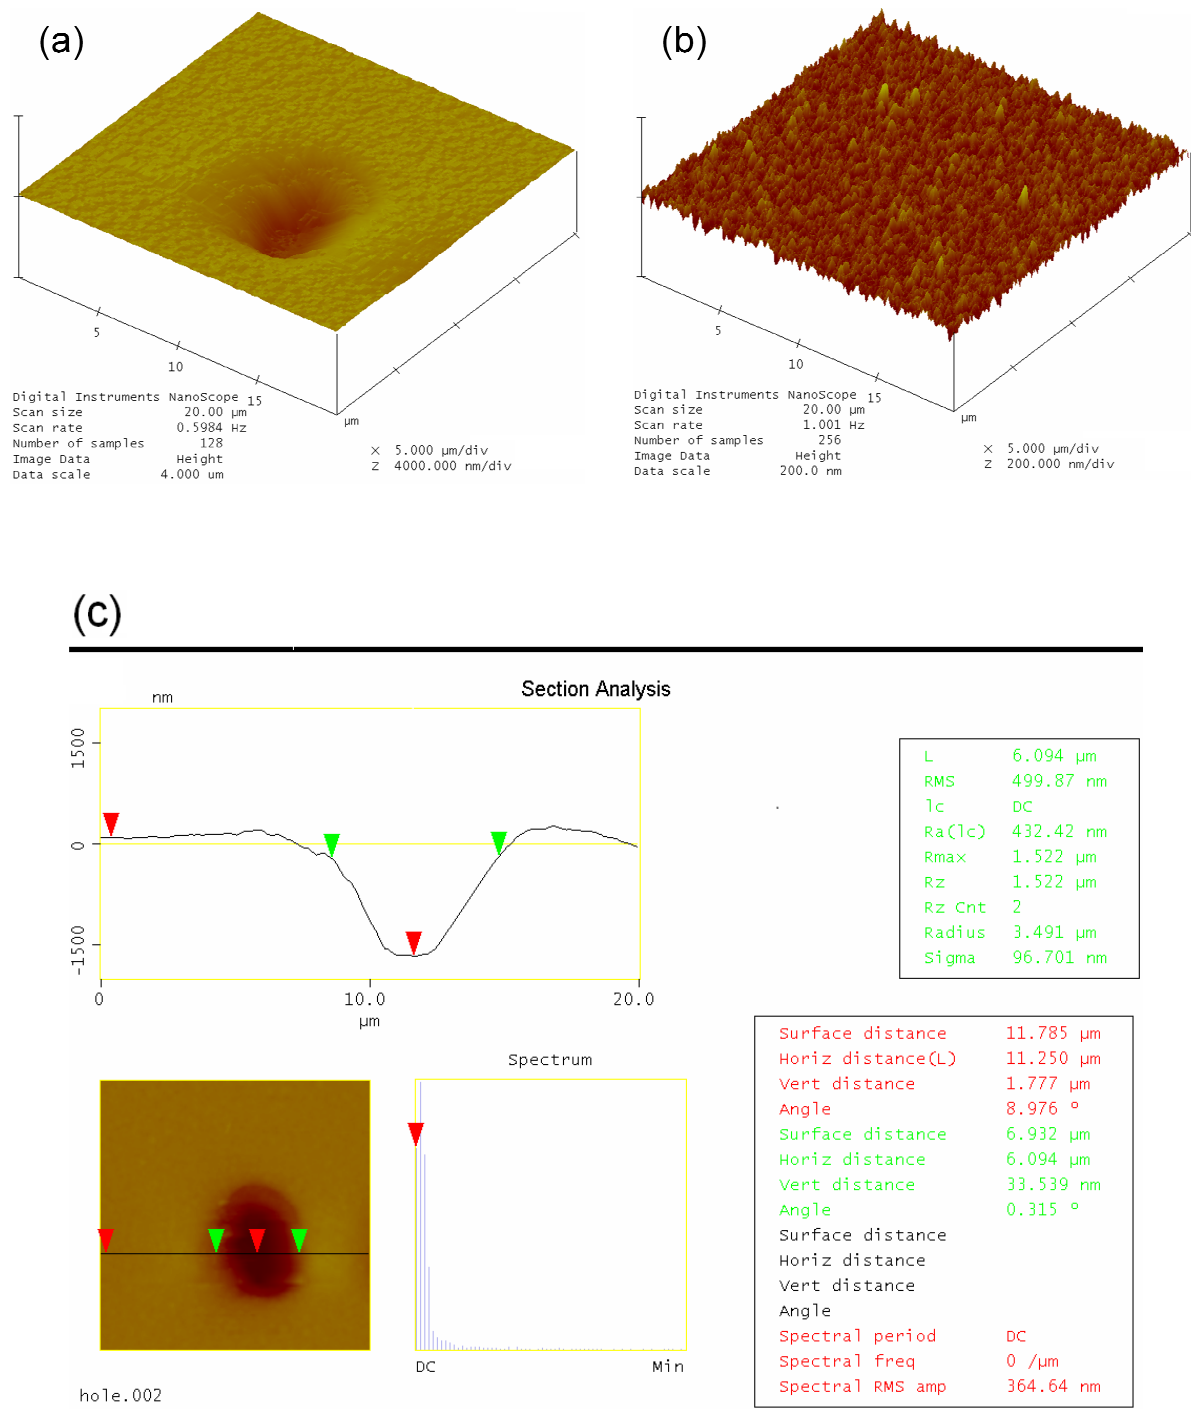 (a)
5
10
15
µm
Digital Instruments NanoScope
Scan size 20.00 µm
Scan rate 0.5984 Hz
Number of samples 128
Image Data Height
Data scale 4.000 um
X 5.000 µm/div
Z 4000.000 nm/div
(b)
5
10
15
µm
Digital Instruments NanoScope
Scan size 20.00 µm
Scan rate 1.001 Hz
Number of samples 256
Image Data Height
Data scale 200.0 nm
X 5.000 µm/div
Z 200.000 nm/div
(c)
Section Analysis
nm
1500
0
-1500
0 10.0 20.0
µm
L 6.094 µm
RMS 499.87 nm
lc DC
Ra(lc) 432.42 nm
Rmax 1.522 µm
Rz 1.522 µm
Rz Cnt 2
Radius 3.491 µm
Sigma 96.701 nm
Spectrum
DC Min
hole.002
Surface distance 11.785 µm
Horiz distance(L) 11.250 µm
Vert distance 1.777 µm
Angle 8.976 º
Surface distance 6.932 µm
Horiz distance 6.094 µm
Vert distance 33.539 nm
Angle 0.315 º
Surface distance
Horiz distance
Vert distance
Angle
Spectral period DC
Spectral freq 0 /µm
Spectral RMS amp 364.64 nm